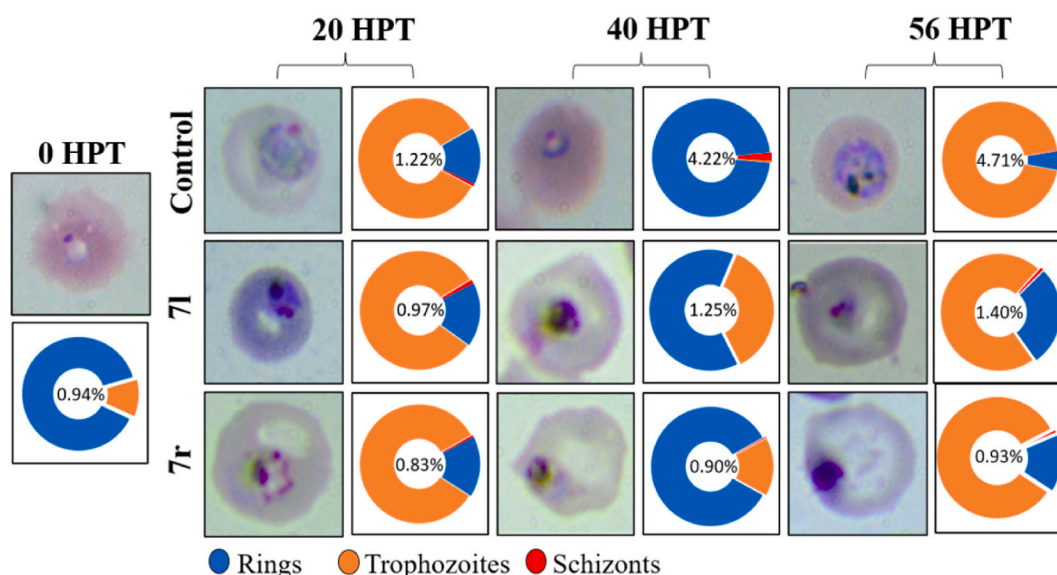 20 HPT 40 HPT 56 HPT
0 HPT
0.94%
Control
1.22% 4.22% 4.71%
7l
0.97% 1.25% 1.40%
7r
0.83% 0.90% 0.93%
Rings Trophozoites Schizonts